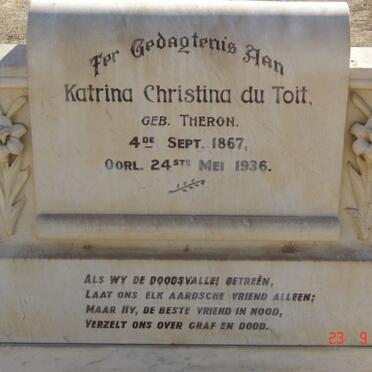 Ter Gedagtenis Aan
Katrina Christina du Toit,
GEB. THERON.
4DE SEPT. 1867,
OORL. 24STE MEI 1936.
ALS WY DE DOODSVALLEI BETREËN,
LAAT ONS ELK AARDSCHE VRIEND ALLEEN;
MAAR HY, DE BESTE VRIEND IN NOOD,
VERZELT ONS OVER GRAF EN DOOD.
23 9